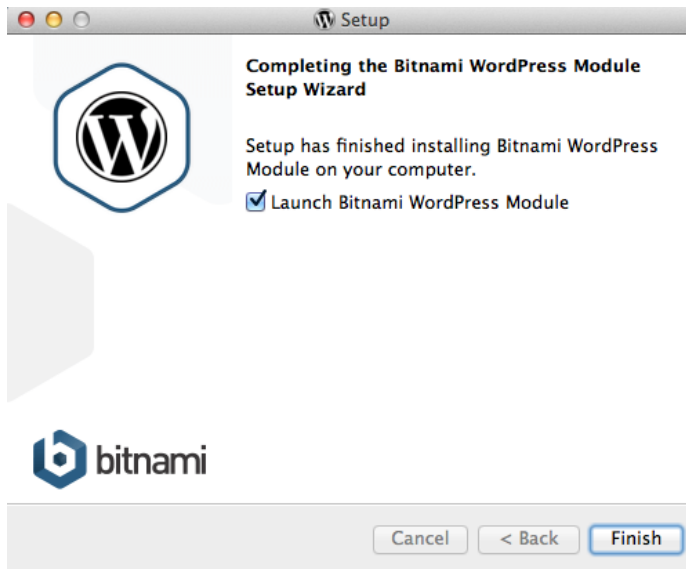 Setup
Completing the Bitnami WordPress Module
Setup Wizard
Setup has finished installing Bitnami WordPress
Module on your computer.
Launch Bitnami WordPress Module
bitnami
Cancel
< Back
Finish